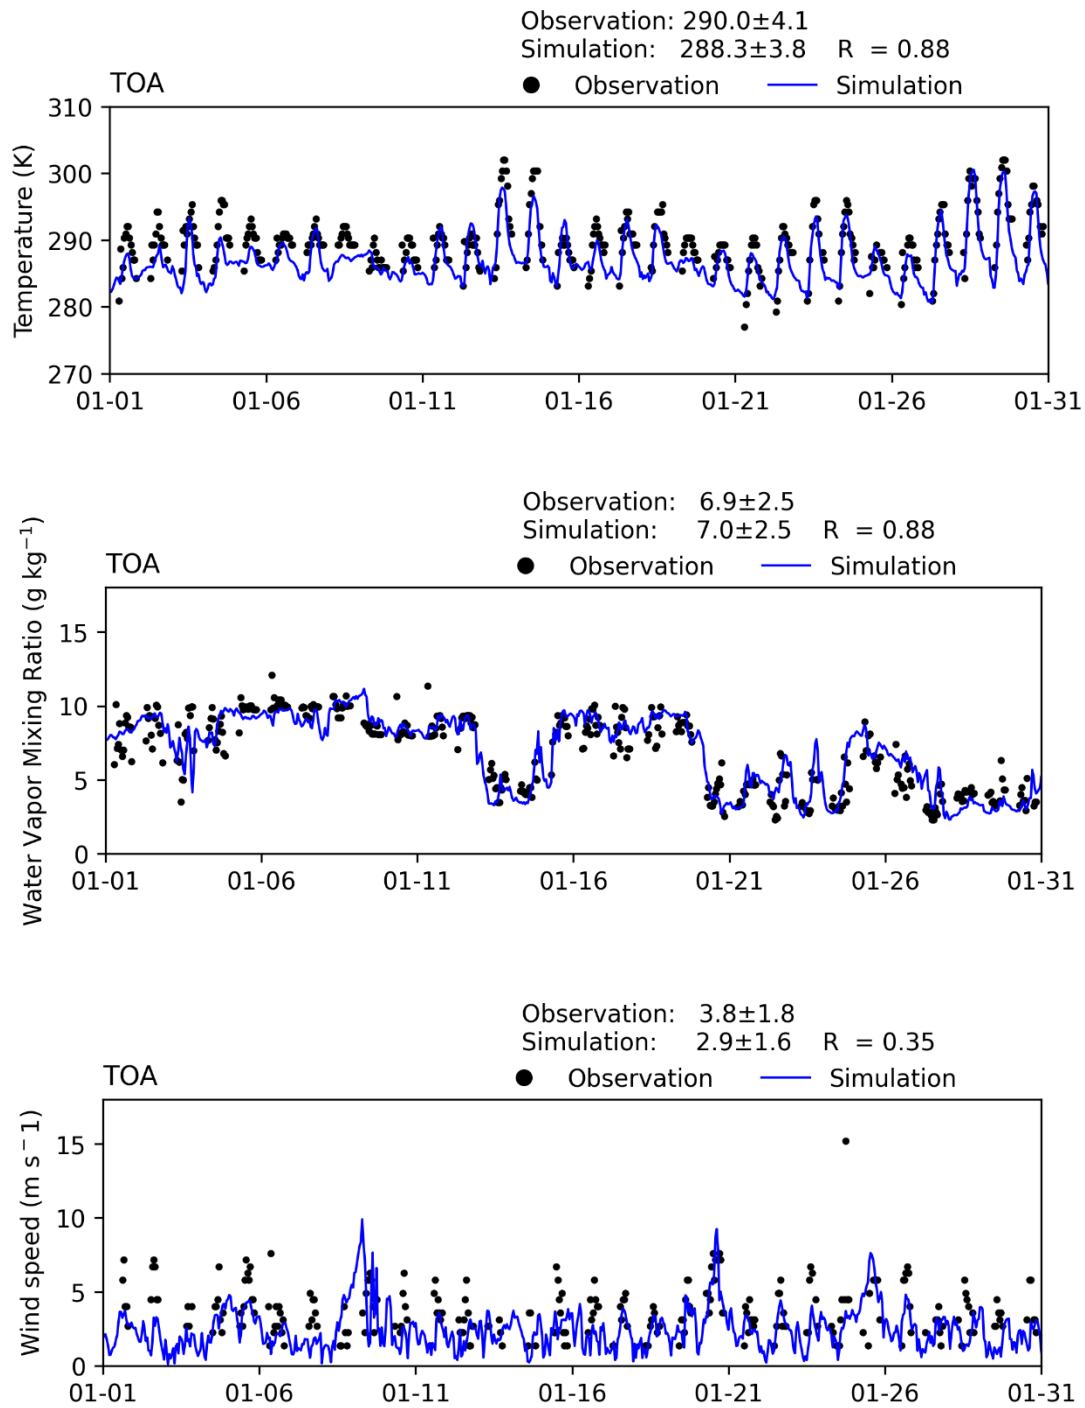 Observation: 290.0±4.1
Simulation: 288.3±3.8 R = 0.88
TOA
Observation Simulation
Temperature (K)
310
300
290
280
270
01-01 01-06 01-11 01-16 01-21 01-26 01-31
Observation: 6.9±2.5
Simulation: 7.0±2.5 R = 0.88
TOA
Observation Simulation
Water Vapor Mixing Ratio (g kg⁻¹)
15
10
5
0
01-01 01-06 01-11 01-16 01-21 01-26 01-31
Observation: 3.8±1.8
Simulation: 2.9±1.6 R = 0.35
TOA
Observation Simulation
Wind speed (m s⁻1)
15
10
5
0
01-01 01-06 01-11 01-16 01-21 01-26 01-31